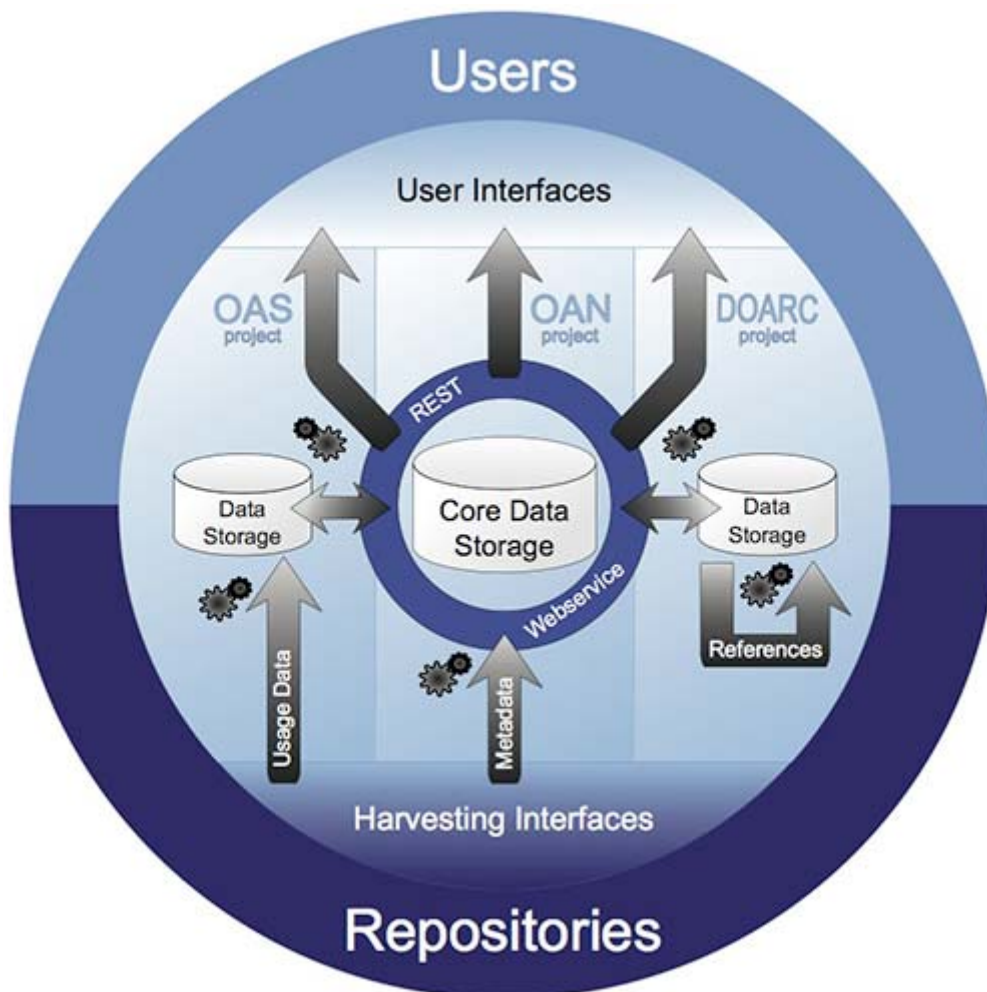 Users
User Interfaces
OAS
project
OAN
project
DOARC
project
REST
Data
Storage
Core Data
Storage
Data
Storage
Webservice
References
Usage Data
Metadata
Harvesting Interfaces
Repositories